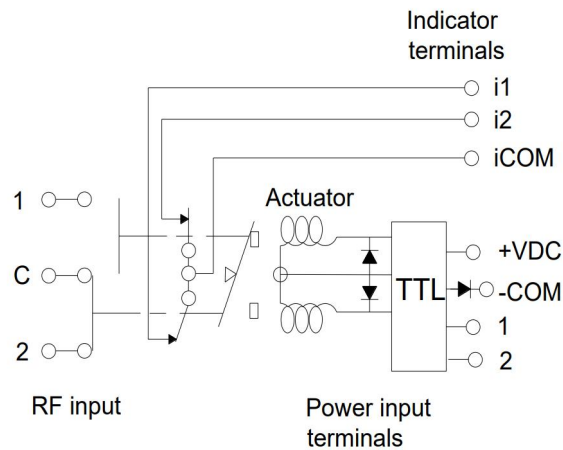 Indicator
terminals
i1
i2
iCOM
1
Actuator
+VDC
C
TTL
-COM
1
2
2
RF input
Power input
terminals